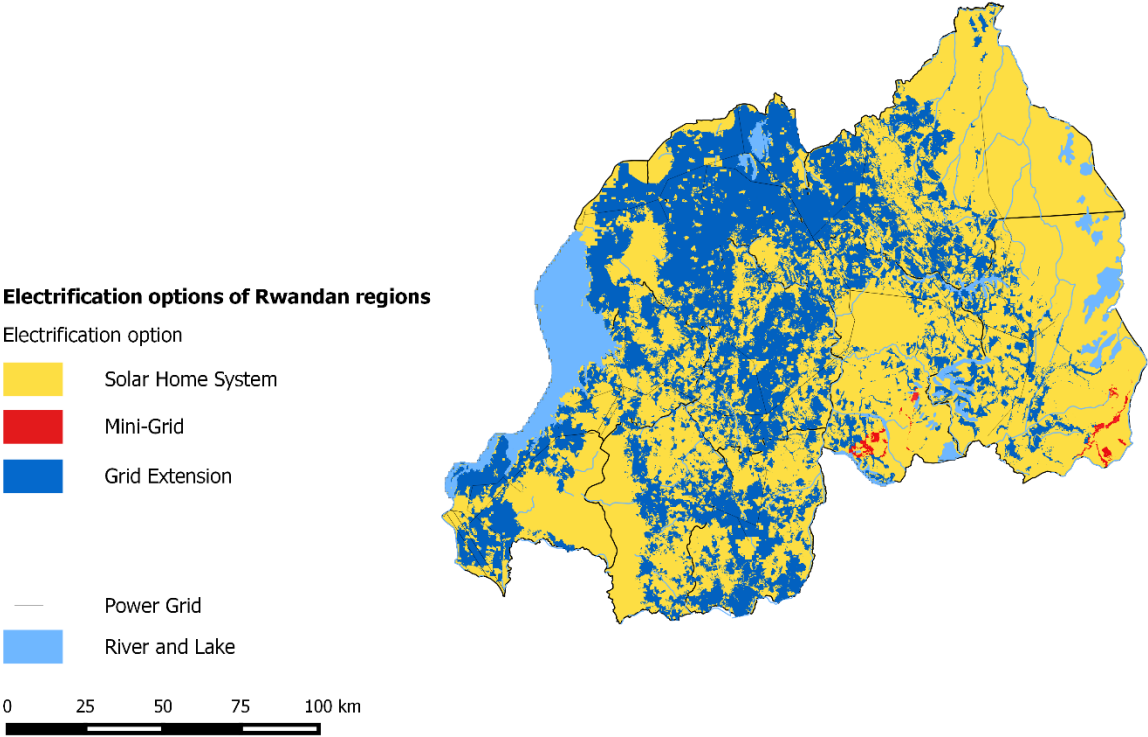 Electrification options of Rwandan regions
Electrification option
Solar Home System
Mini-Grid
Grid Extension
Power Grid
River and Lake
0 25 50 75 100 km